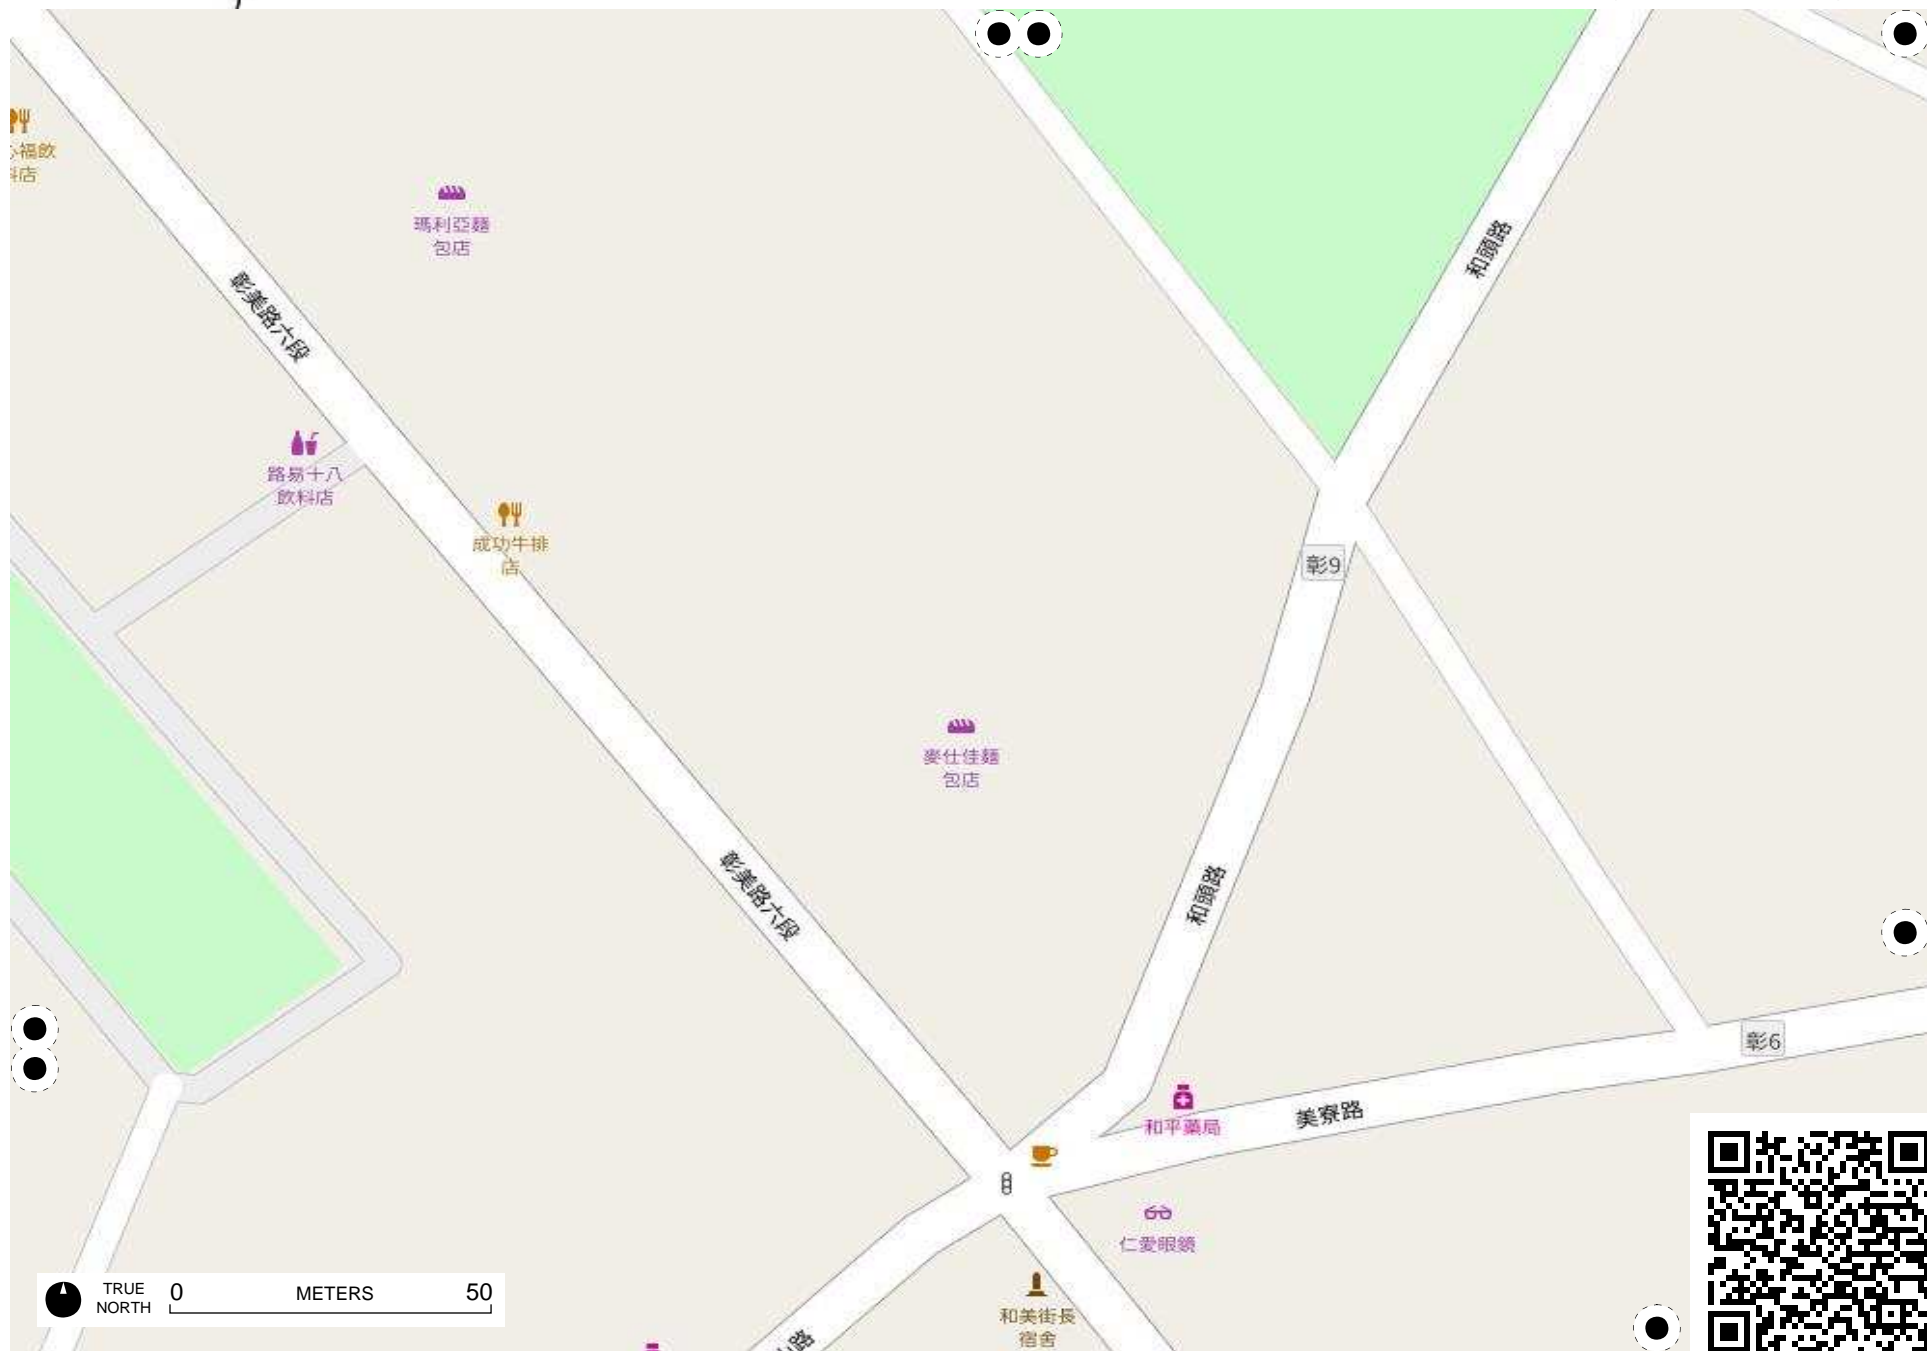 福飲
店
瑪利亞麵
包店
和頭路
彰美路六段
路易十八
飲料店
成功牛排
店
彰9
麥仕佳麵
包店
彰美路六段
和頭路
彰6
美寮路
和平藥局
仁愛眼鏡
和美街長
宿舍
路
TRUE
NORTH
0 METERS 50